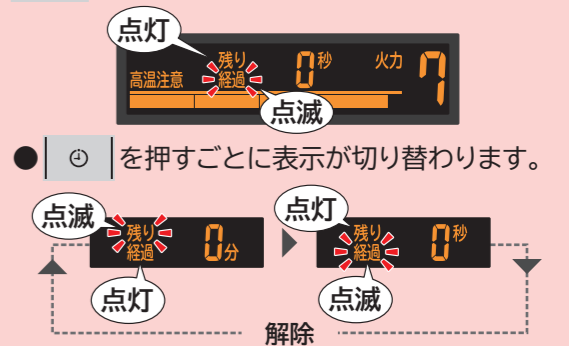 点灯
残り 0秒 火力 7
高温注意 経過
点滅
● を押すごとに表示が切り替わります。
点滅 点灯
残り 0分 残り 0秒
経過 経過
点灯 点滅
解除